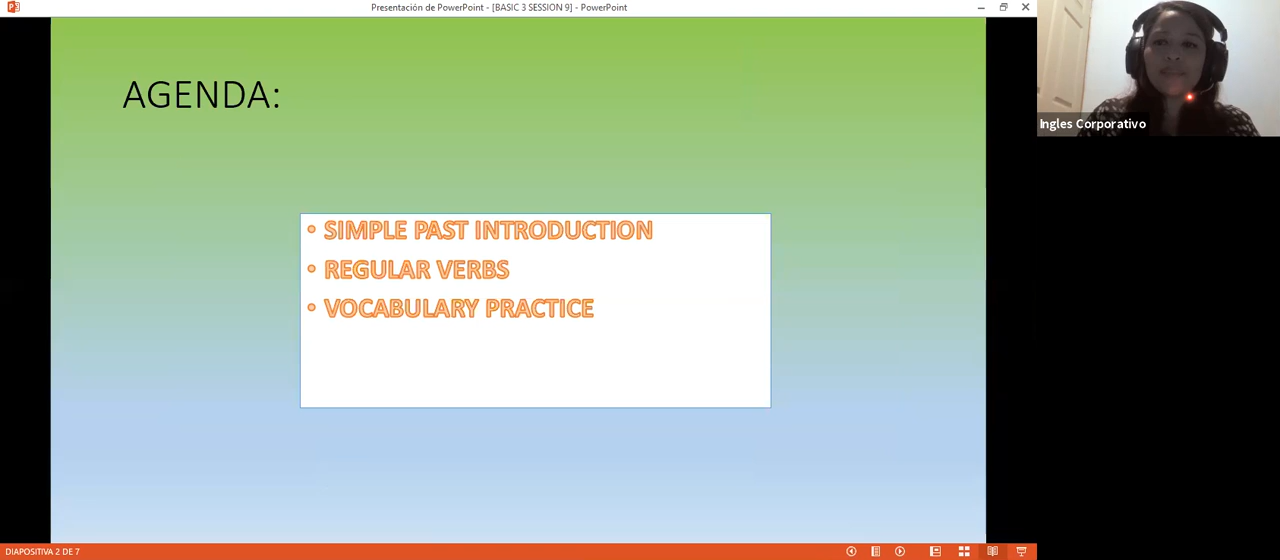 Presentación de PowerPoint - [BASIC 3 SESSION 9] - PowerPoint
Ingles Corporativo
AGENDA:
• SIMPLE PAST INTRODUCTION
• REGULAR VERBS
• VOCABULARY PRACTICE
DIAPOSITIVA 2 DE 7